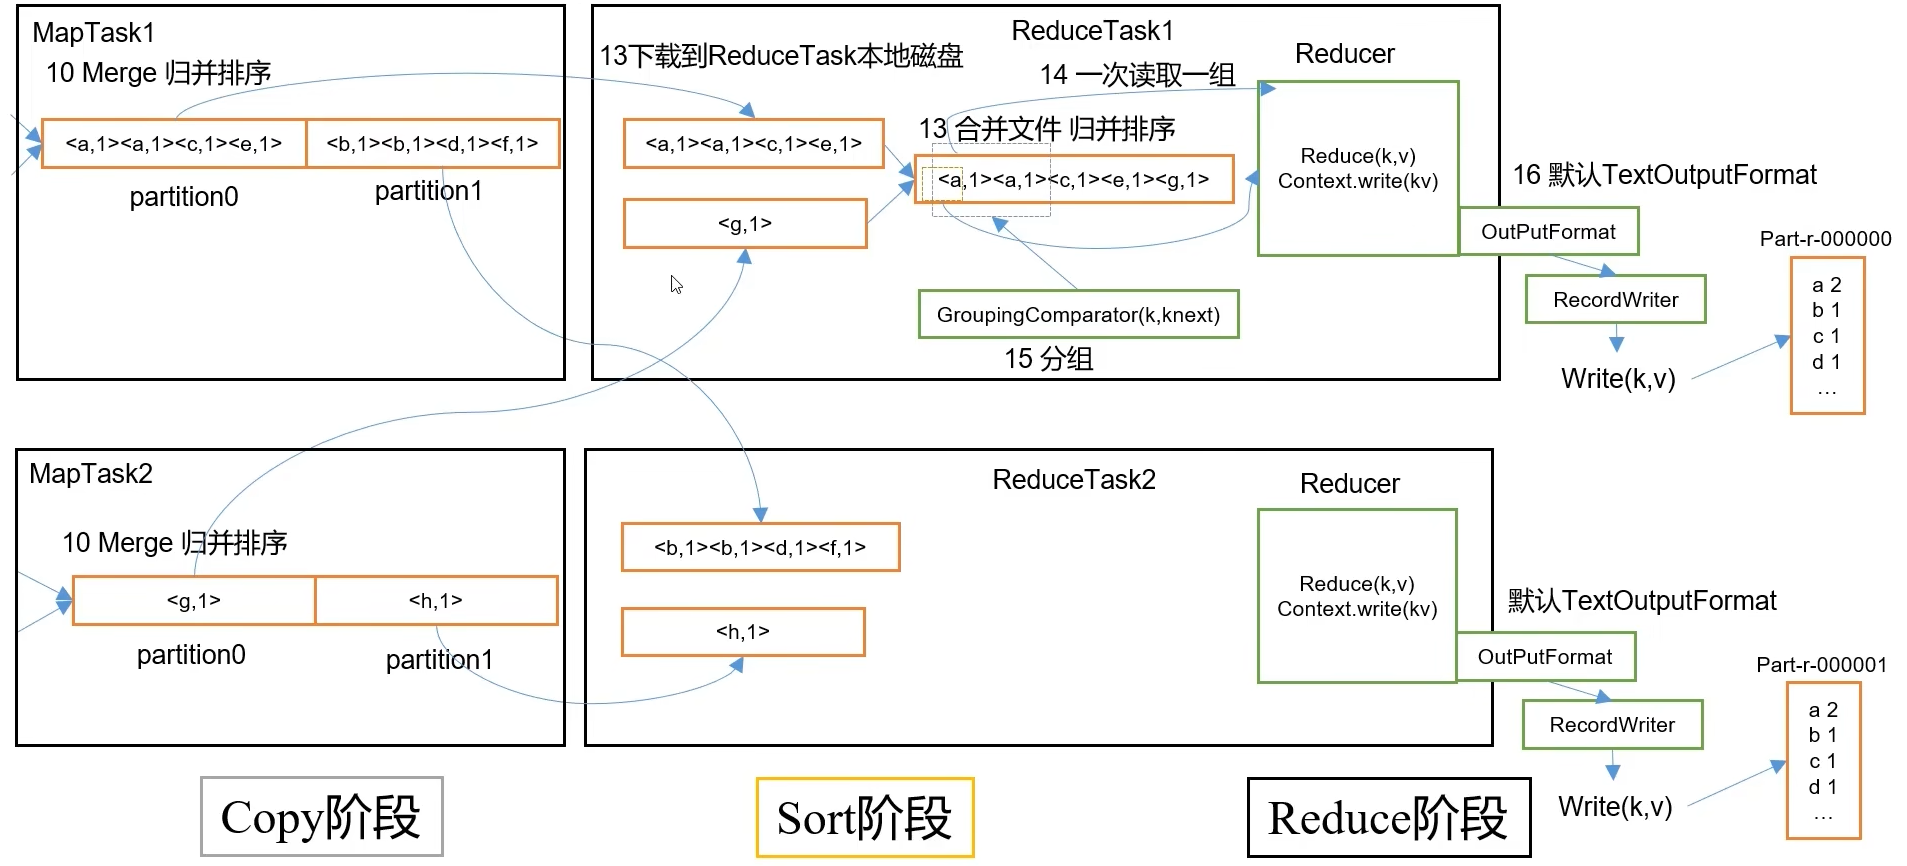 MapTask1
10 Merge 归并排序
<a,1><a,1><c,1><e,1>
<b,1><b,1><d,1><f,1>
partition0
partition1
ReduceTask1
13下载到ReduceTask本地磁盘
14 一次读取一组
Reducer
<a,1><a,1><c,1><e,1>
13 合并文件 归并排序
<a,1><a,1><c,1><e,1><g,1>
<g,1>
Reduce(k,v)
Context.write(kv)
GroupingComparator(k,knext)
15 分组
16 默认TextOutputFormat
OutPutFormat
RecordWriter
Write(k,v)
Part-r-000000
a 2
b 1
c 1
d 1
...
MapTask2
10 Merge 归并排序
<g,1>
<h,1>
partition0
partition1
ReduceTask2
Reducer
<b,1><b,1><d,1><f,1>
<h,1>
Reduce(k,v)
Context.write(kv)
默认TextOutputFormat
OutPutFormat
RecordWriter
Write(k,v)
Part-r-000001
a 2
b 1
c 1
d 1
...
Copy阶段
Sort阶段
Reduce阶段